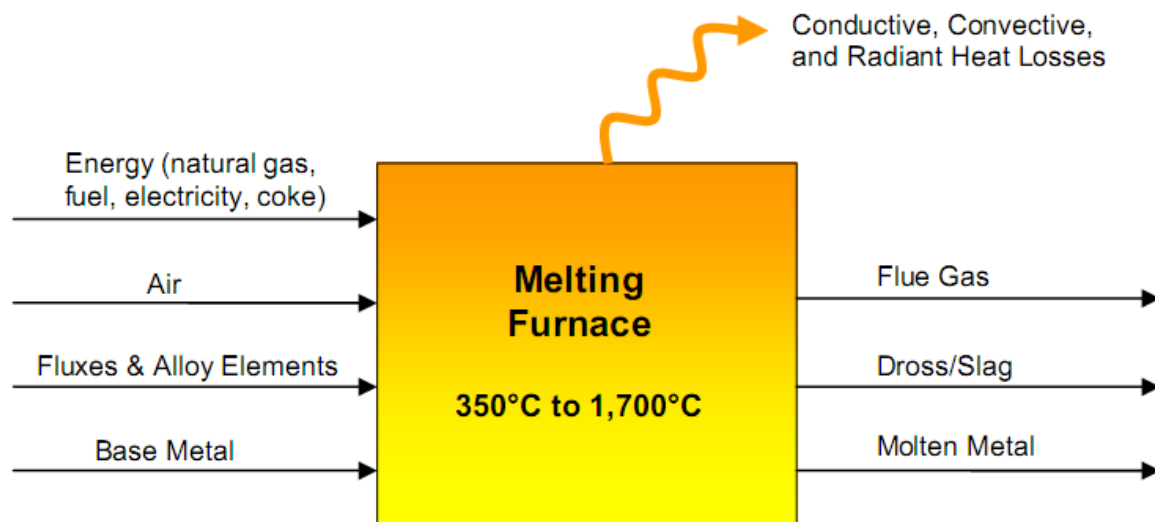 Conductive, Convective,
and Radiant Heat Losses
Energy (natural gas,
fuel, electricity, coke)
Air
Fluxes & Alloy Elements
Base Metal
Melting
Furnace
350°C to 1,700°C
Flue Gas
Dross/Slag
Molten Metal